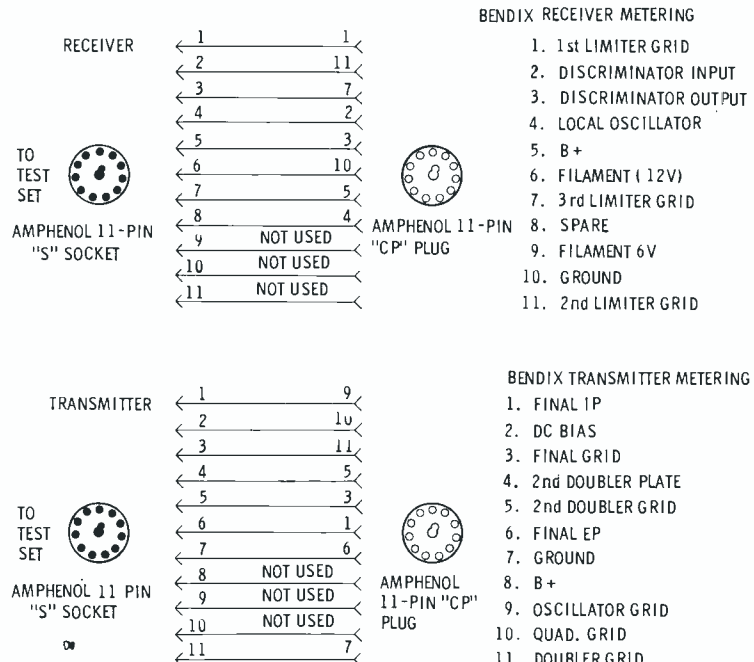 BENDIX RECEIVER METERING
RECEIVER
1 1
2 11
3 7
4 2
5 3
6 10
7 5
8 4
9 NOT USED
10 NOT USED
11 NOT USED
TO
TEST
SET
AMPHENOL 11-PIN
"S" SOCKET
AMPHENOL 11-PIN
"CP" PLUG
1. 1st LIMITER GRID
2. DISCRIMINATOR INPUT
3. DISCRIMINATOR OUTPUT
4. LOCAL OSCILLATOR
5. B+
6. FILAMENT (12V)
7. 3rd LIMITER GRID
8. SPARE
9. FILAMENT 6V
10. GROUND
11. 2nd LIMITER GRID
BENDIX TRANSMITTER METERING
TRANSMITTER
1 9
2 10
3 11
4 5
5 3
6 1
7 6
8 NOT USED
9 NOT USED
10 NOT USED
11 7
TO
TEST
SET
AMPHENOL 11 PIN
"S" SOCKET
AMPHENOL
11-PIN "CP"
PLUG
1. FINAL IP
2. DC BIAS
3. FINAL GRID
4. 2nd DOUBLER PLATE
5. 2nd DOUBLER GRID
6. FINAL EP
7. GROUND
8. B+
9. OSCILLATOR GRID
10. QUAD. GRID
11. DOUBLER GRID